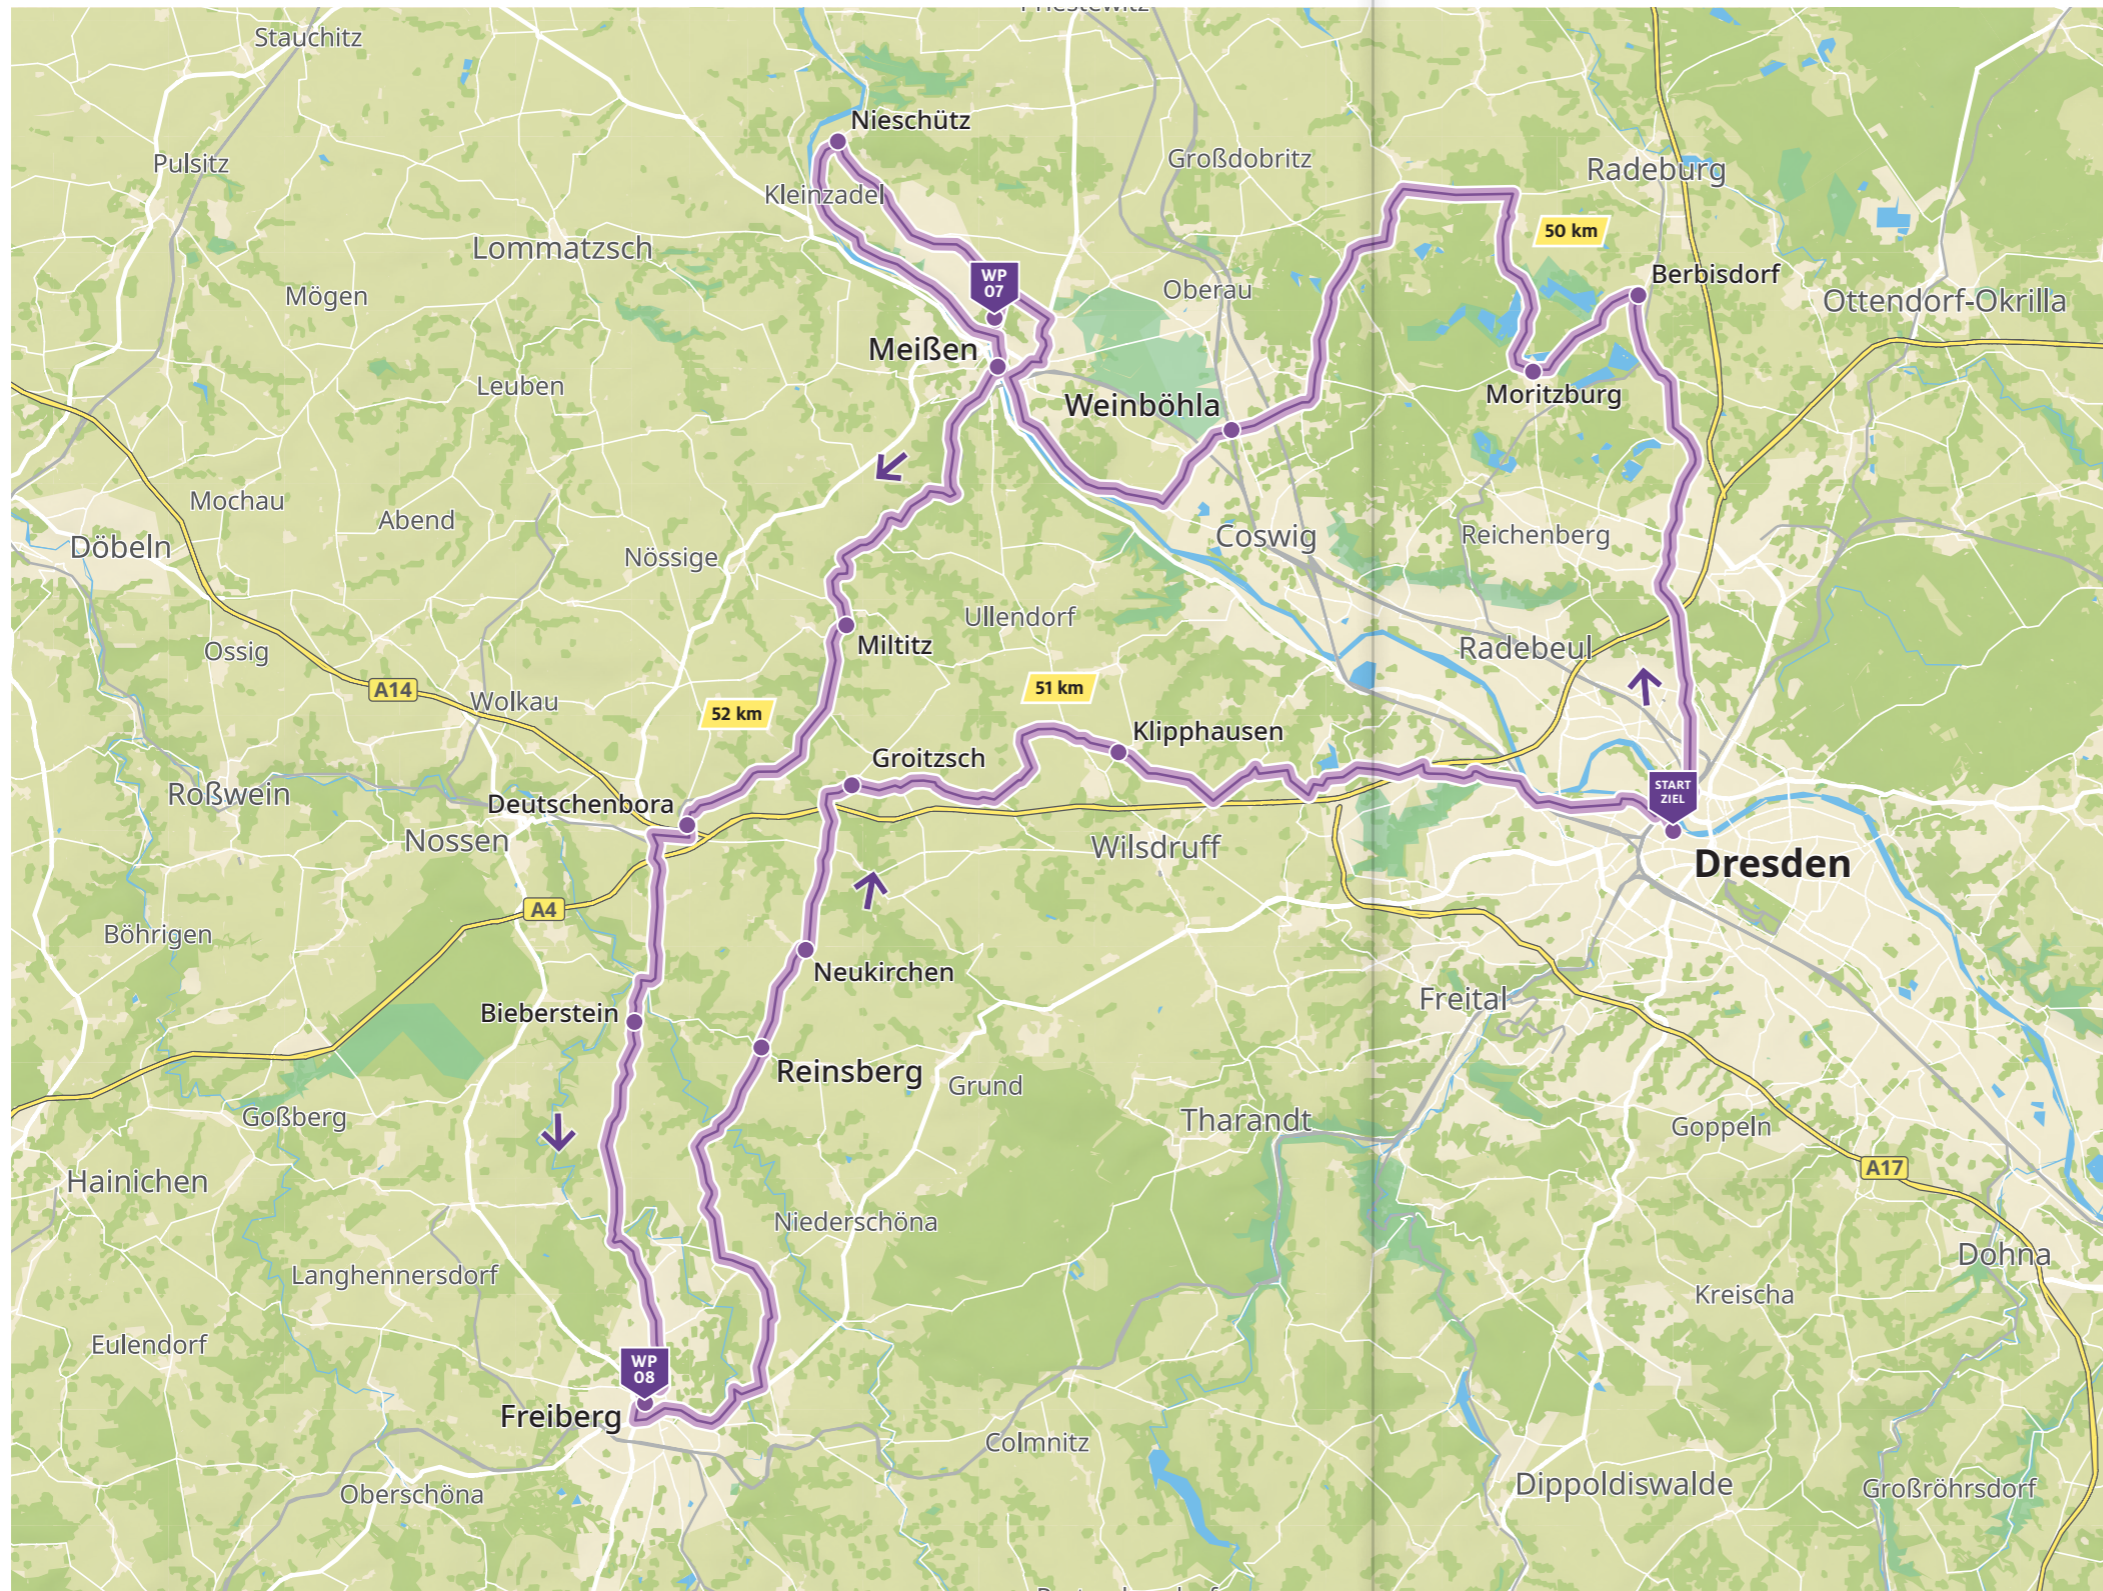 Priestewitz
Stauchitz
Nieschütz
Pulsitz
Großdobritz
Radeburg
Kleinzadel
50 km
Lommatzsch
Berbisdorf
WP
07
Mögen
Oberau
Ottendorf-Okrilla
Meißen
Leuben
Moritzburg
Weinböhla
Mochau
Abend
Döbeln
Nössige
Coswig
Reichenberg
Ullendorf
Ossig
Miltitz
Radebeul
A14
Wolkau
52 km
51 km
Klipphausen
Groitzsch
Roßwein
Deutschenbora
START
ZIEL
Nossen
Wilsdruff
Dresden
A4
Böhrigen
Neukirchen
Freital
Bieberstein
Reinsberg
Grund
Goßberg
Tharandt
Goppeln
A17
Hainichen
Niederschöna
Dohna
Langhennersdorf
Kreischa
Eulendorf
WP
08
Freiberg
Colmnitz
Dippoldiswalde
Großröhrsdorf
Oberschöna